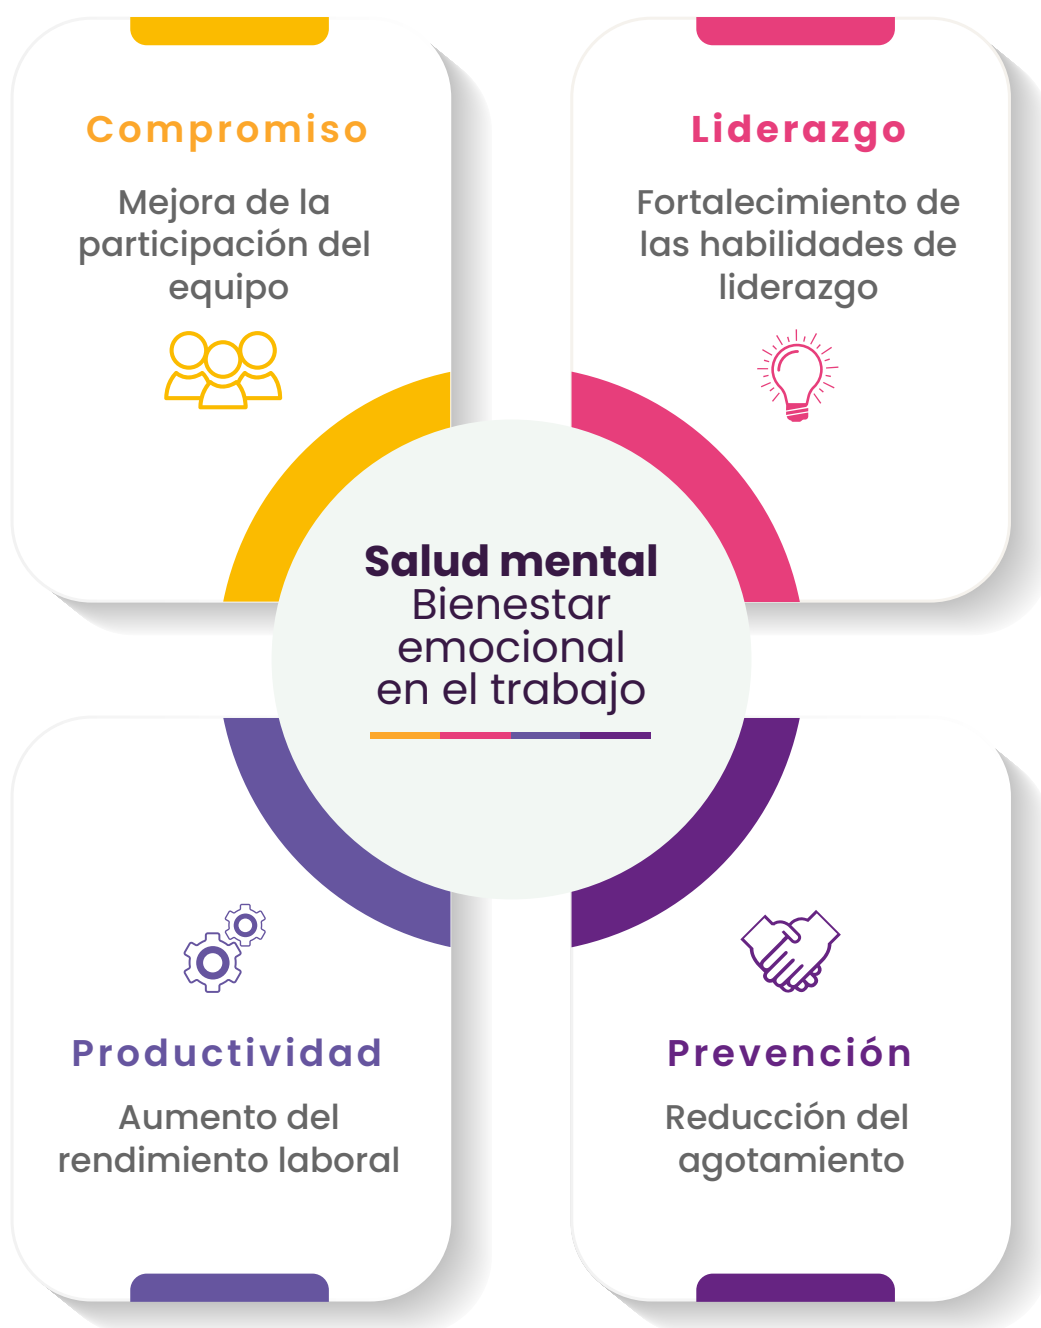 Compromiso
Mejora de la
participación del
equipo
Liderazgo
Fortalecimiento de
las habilidades de
liderazgo
Salud mental
Bienestar
emocional
en el trabajo
Productividad
Aumento del
rendimiento laboral
Prevención
Reducción del
agotamiento